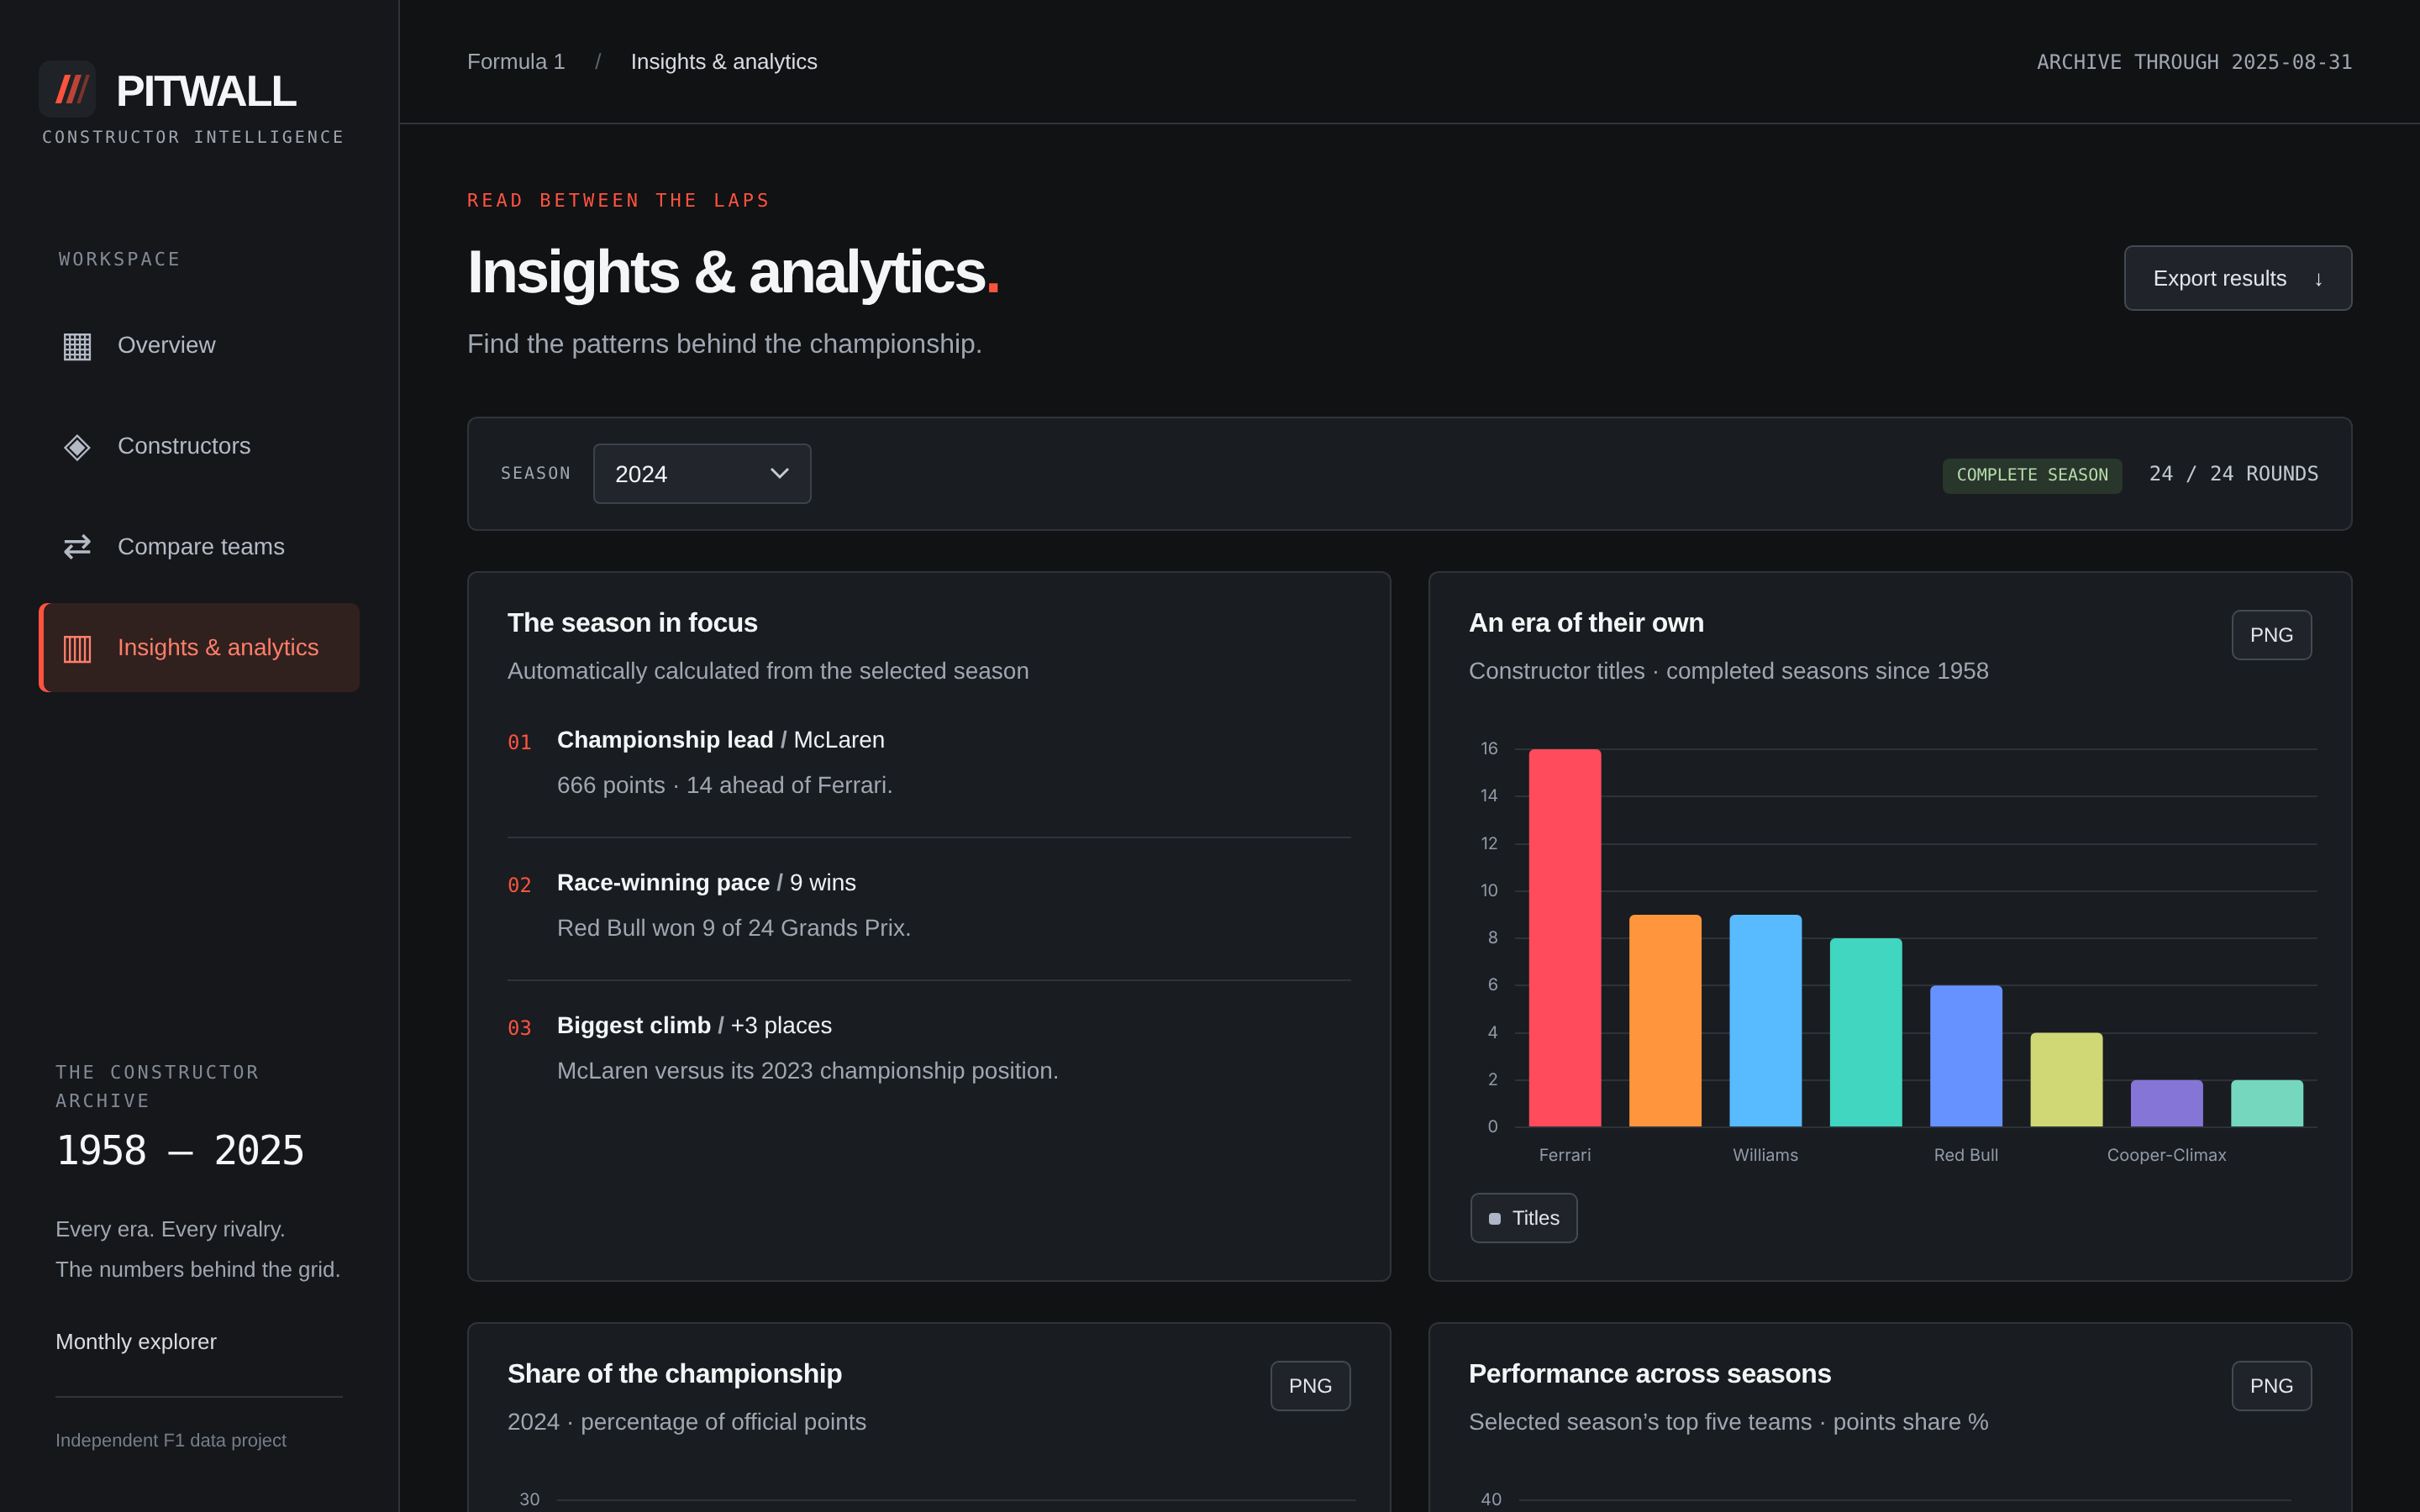 PITWALL
CONSTRUCTOR INTELLIGENCE
WORKSPACE
Overview
Constructors
Compare teams
Insights & analytics
THE CONSTRUCTOR
ARCHIVE
1958 — 2025
Every era. Every rivalry.
The numbers behind the grid.
Monthly explorer
Independent F1 data project
Formula 1 / Insights & analytics
ARCHIVE THROUGH 2025-08-31
READ BETWEEN THE LAPS
Insights & analytics.
Find the patterns behind the championship.
Export results ↓
SEASON
2024
COMPLETE SEASON
24 / 24 ROUNDS
The season in focus
Automatically calculated from the selected season
01 Championship lead / McLaren
666 points · 14 ahead of Ferrari.
02 Race-winning pace / 9 wins
Red Bull won 9 of 24 Grands Prix.
03 Biggest climb / +3 places
McLaren versus its 2023 championship position.
An era of their own
PNG
Constructor titles · completed seasons since 1958
16
14
12
10
8
6
4
2
0
Ferrari Williams Red Bull Cooper-Climax
Titles
Share of the championship
PNG
2024 · percentage of official points
30
Performance across seasons
PNG
Selected season’s top five teams · points share %
40